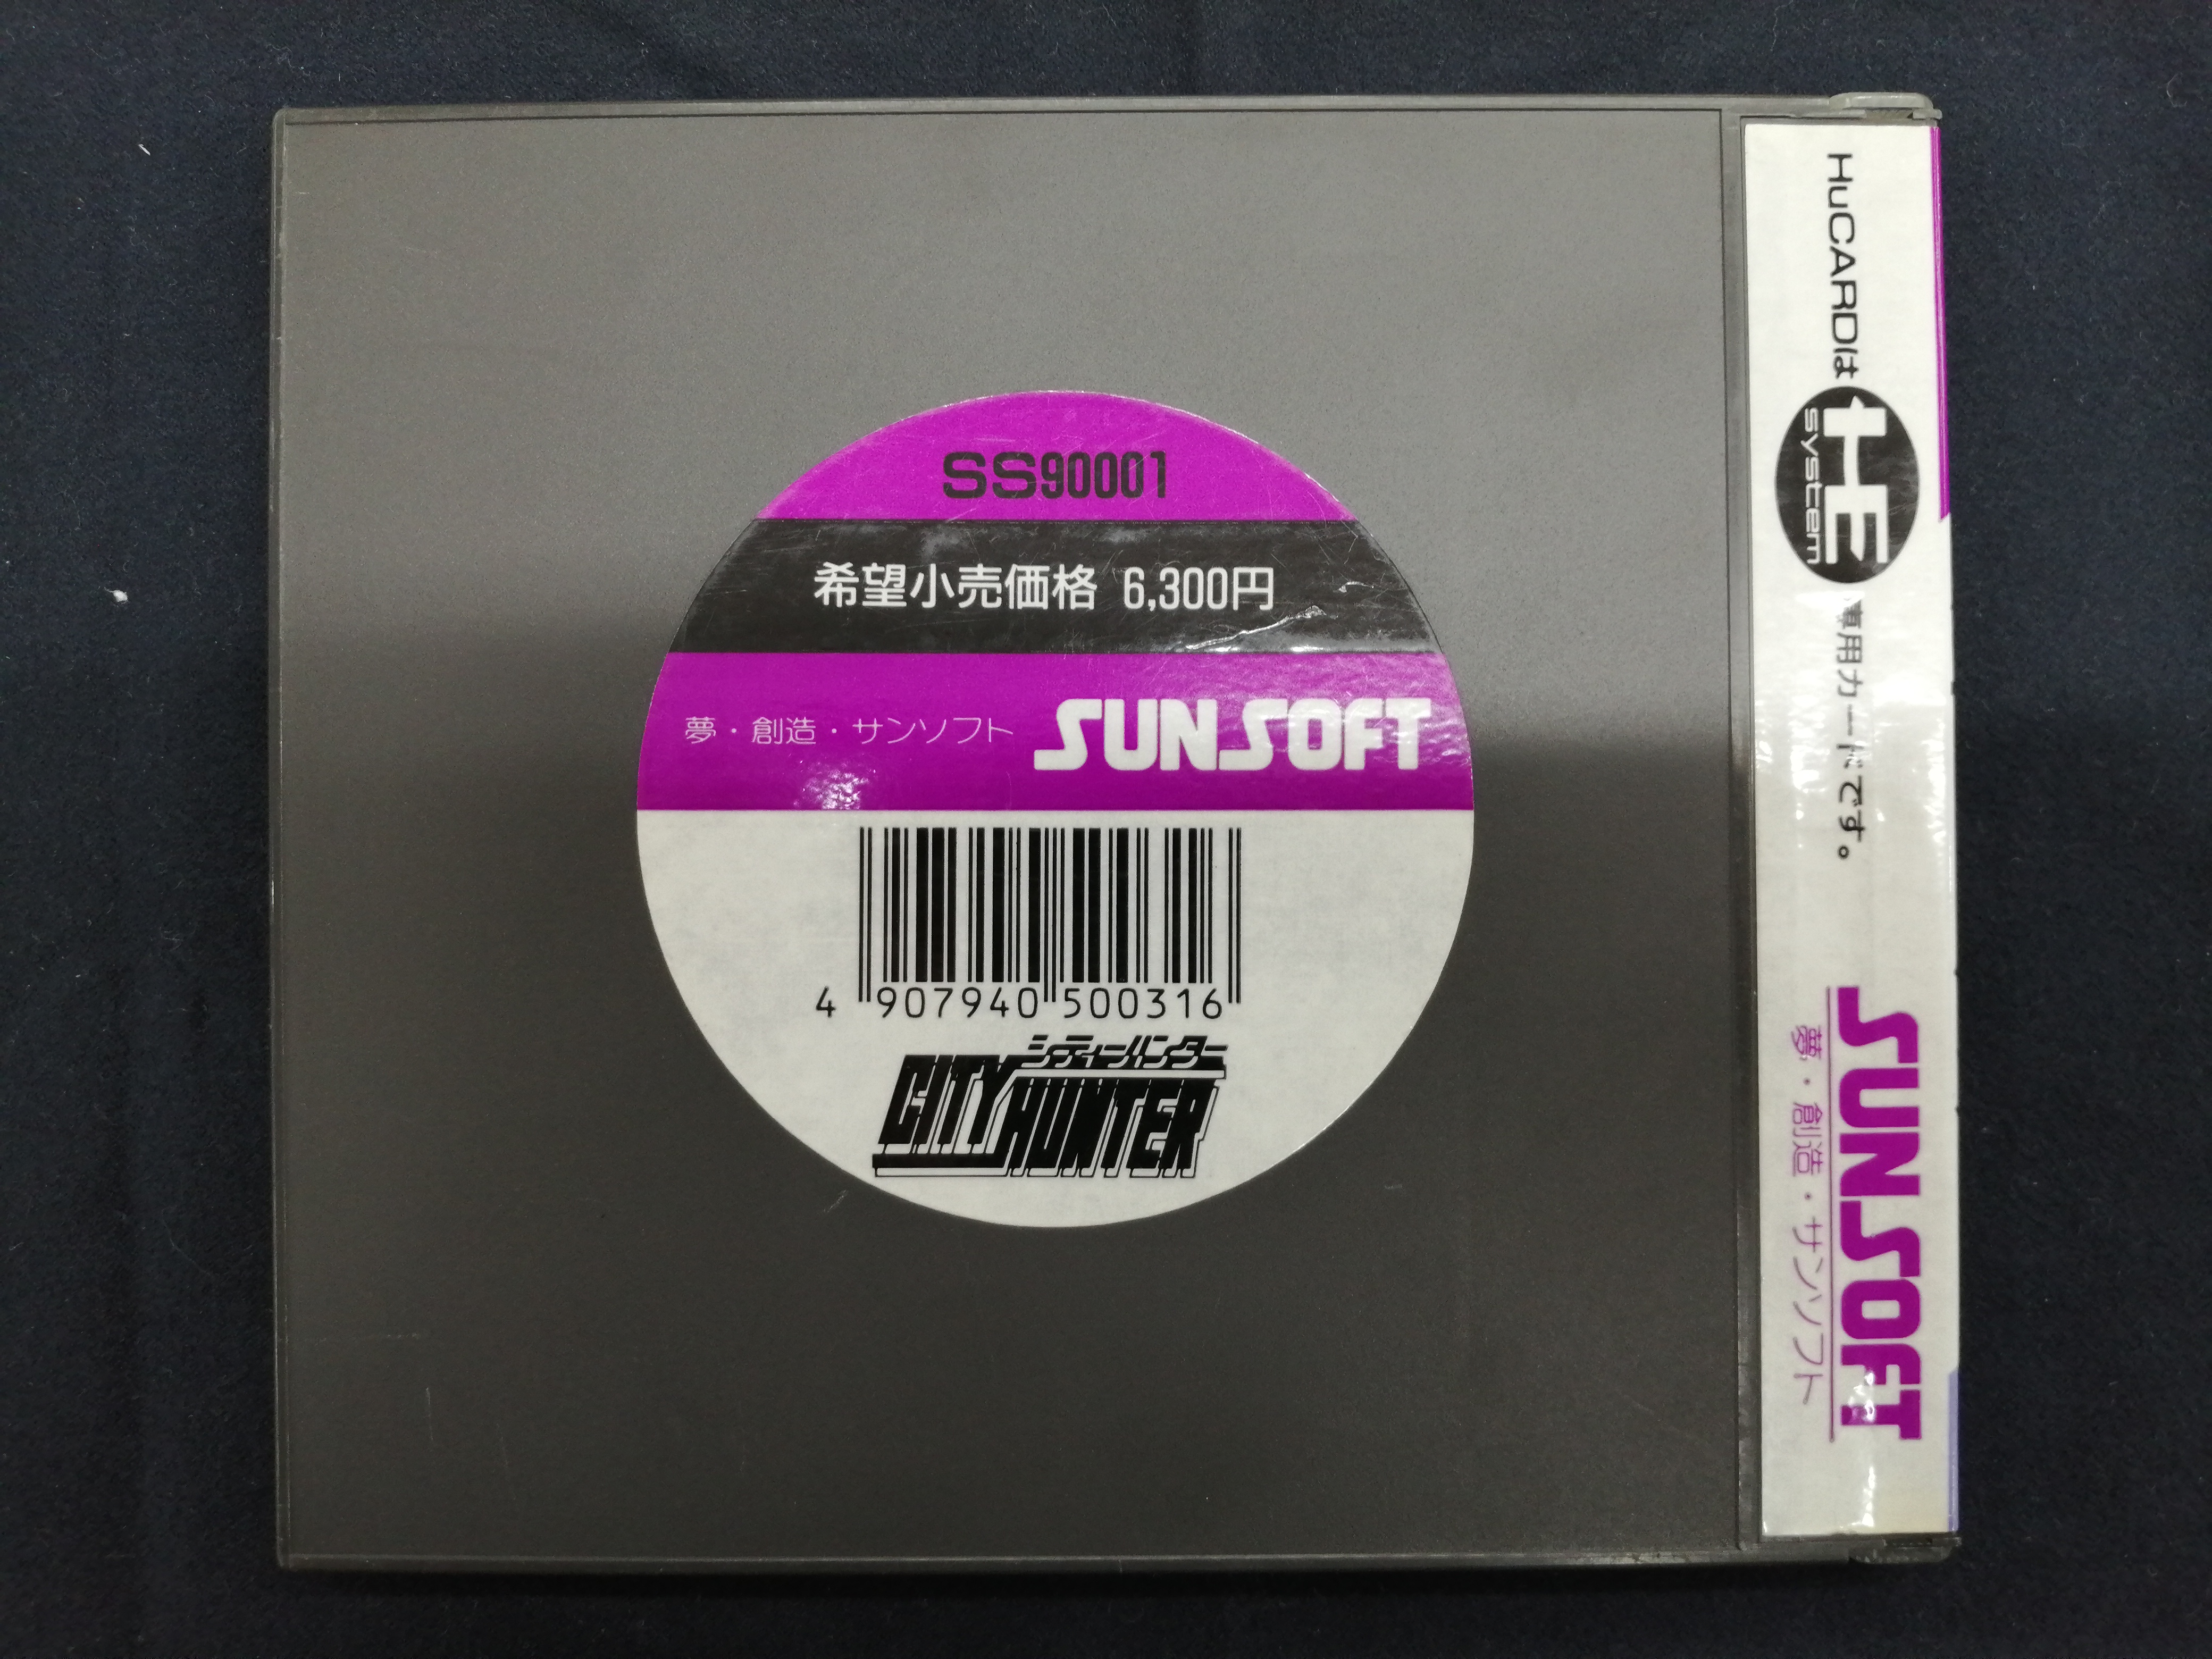 SS90001
希望小売価格 6,300円
夢・創造・サンソフト SUNSOFT
4 907940 500316
シティーハンター
CITY HUNTER
HuCARDは HE system 専用カードです。
SUNSOFT
夢・創造・サンソフト